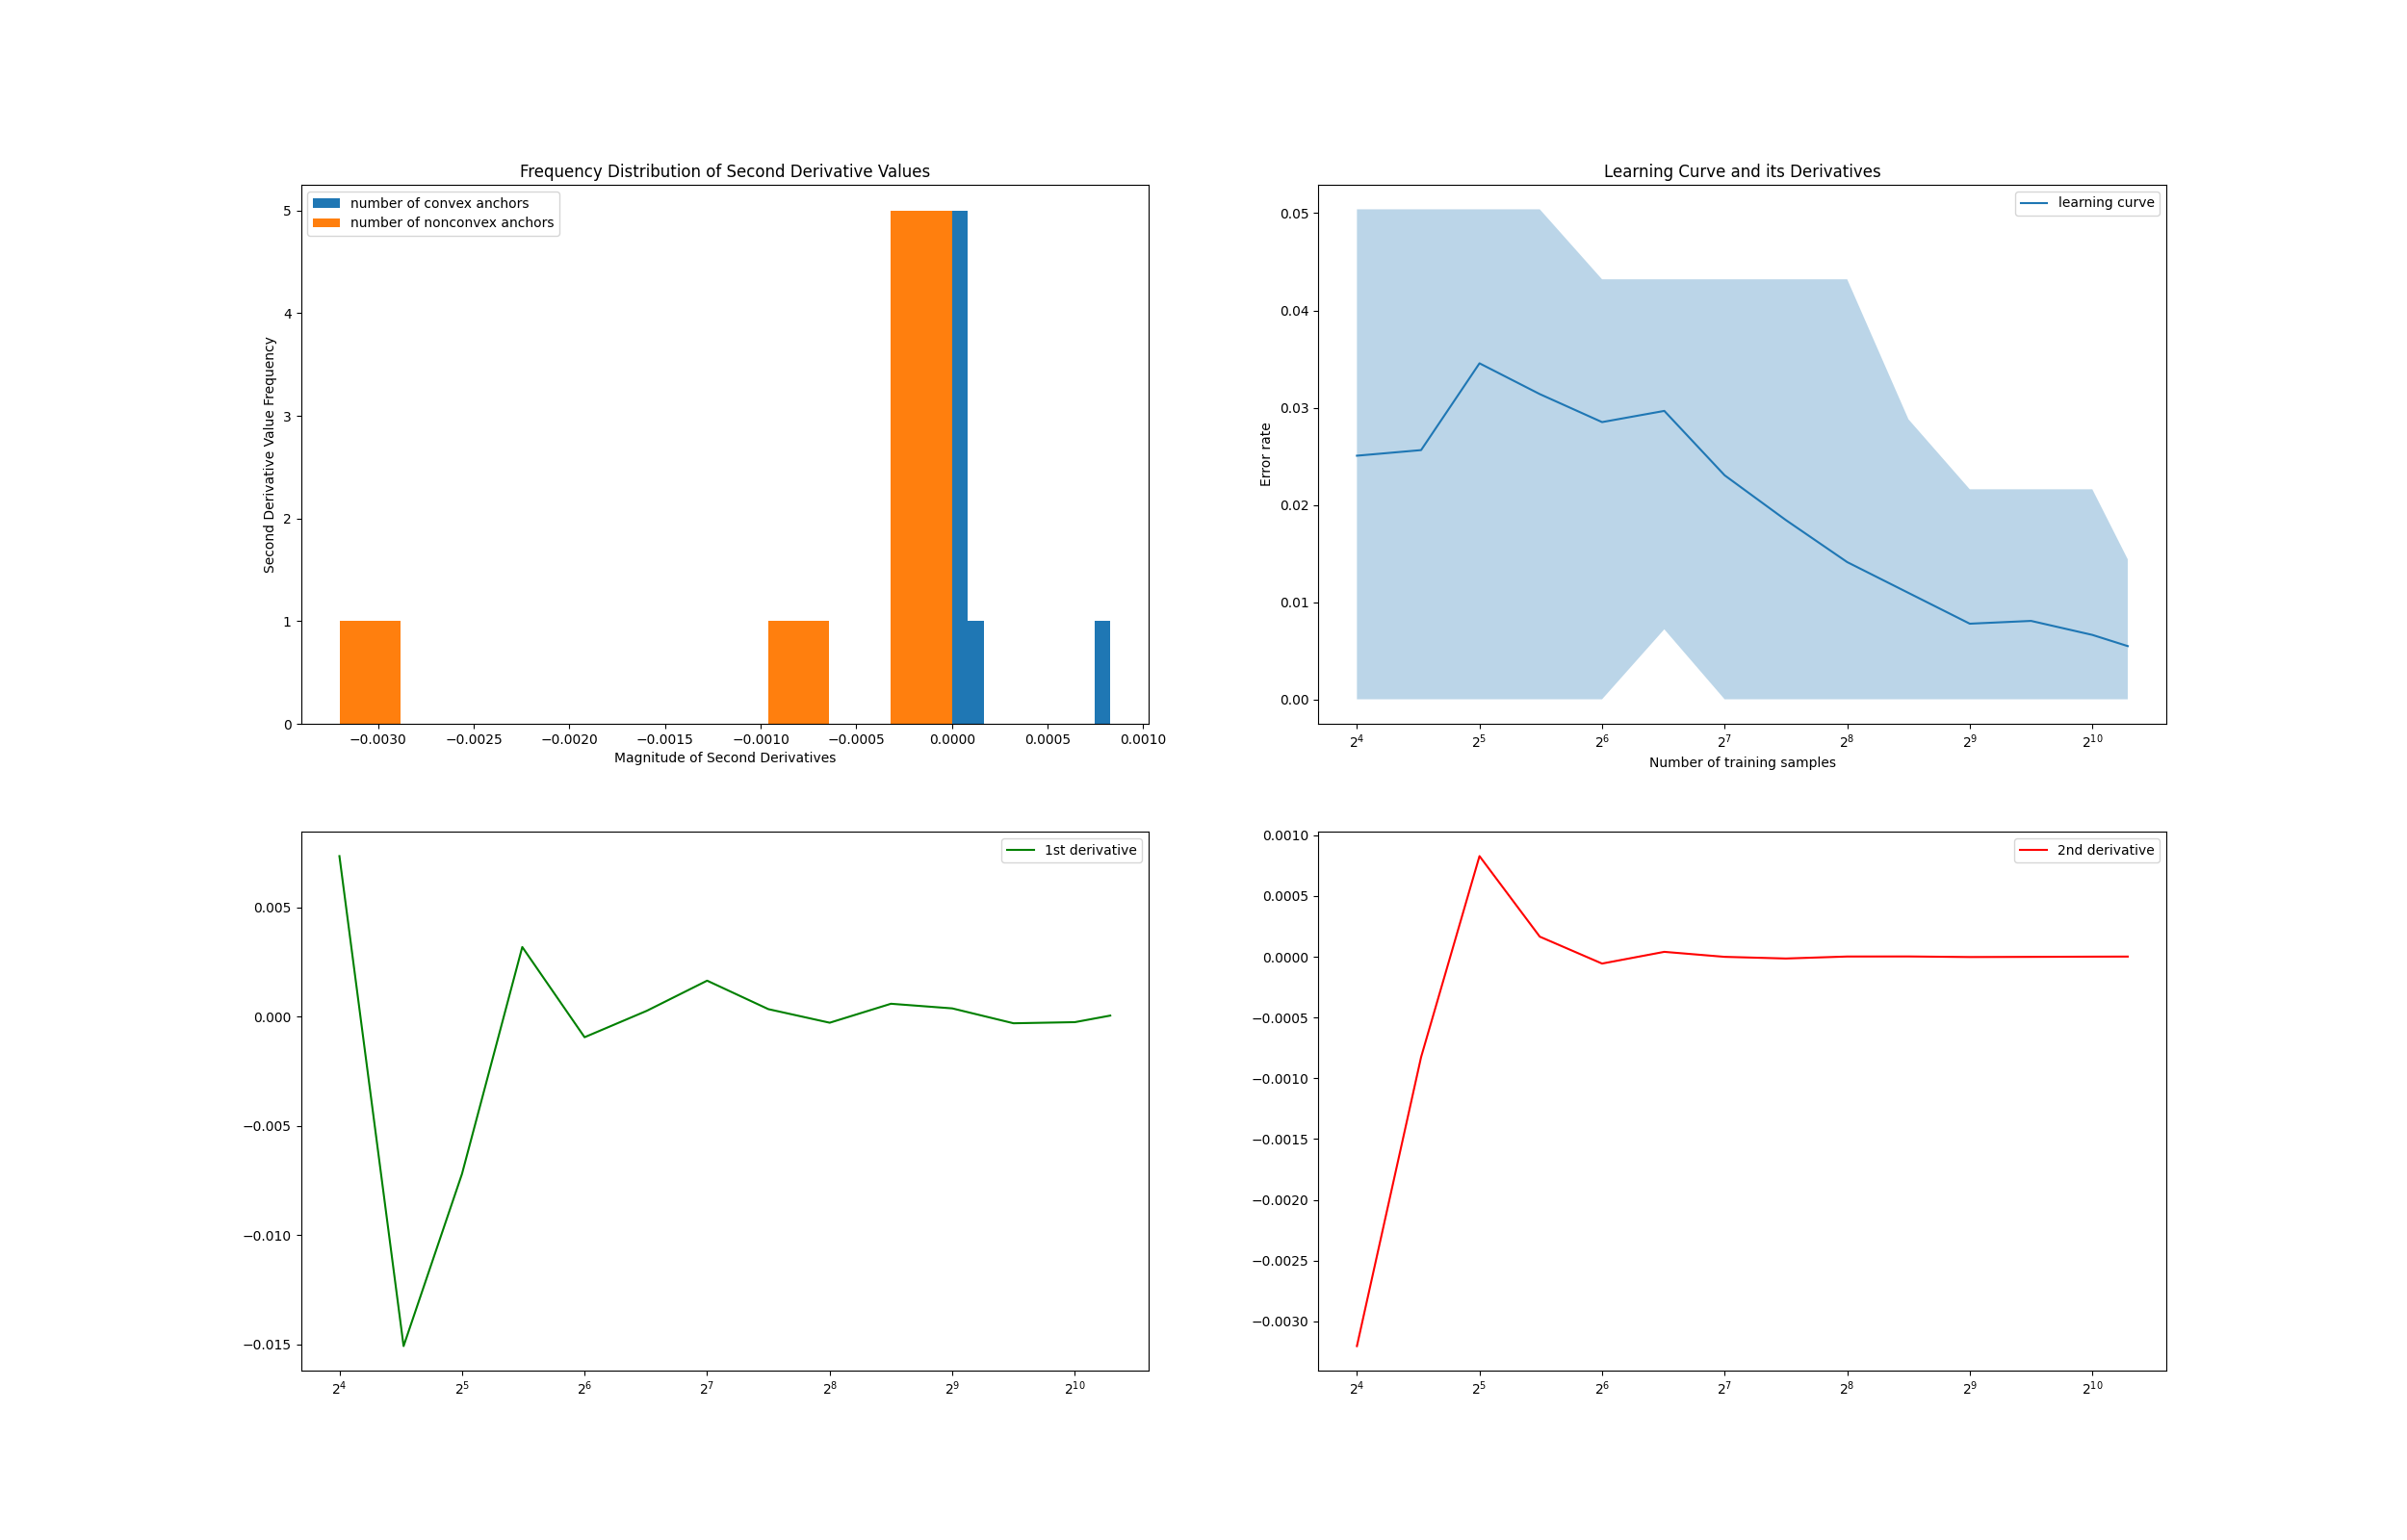 Frequency Distribution of Second Derivative Values
number of convex anchors
number of nonconvex anchors
5
4
3
2
1
0
Second Derivative Value Frequency
−0.0030 −0.0025 −0.0020 −0.0015 −0.0010 −0.0005 0.0000 0.0005 0.0010
Magnitude of Second Derivatives
Learning Curve and its Derivatives
learning curve
0.05
0.04
0.03
0.02
0.01
0.00
Error rate
2⁴ 2⁵ 2⁶ 2⁷ 2⁸ 2⁹ 2¹⁰
Number of training samples
1st derivative
0.005
0.000
−0.005
−0.010
−0.015
2⁴ 2⁵ 2⁶ 2⁷ 2⁸ 2⁹ 2¹⁰
2nd derivative
0.0010
0.0005
0.0000
−0.0005
−0.0010
−0.0015
−0.0020
−0.0025
−0.0030
2⁴ 2⁵ 2⁶ 2⁷ 2⁸ 2⁹ 2¹⁰